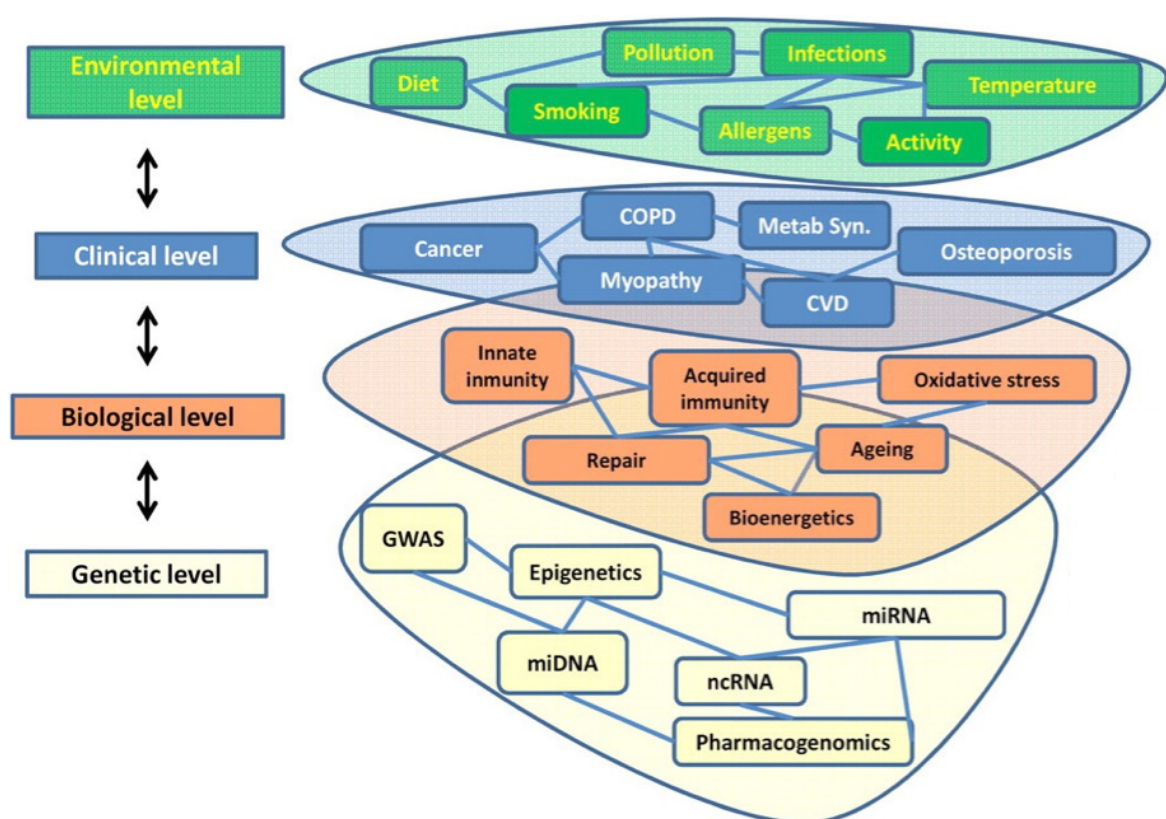 Environmental
level
Pollution
Infections
Diet
Temperature
Smoking
Allergens
Activity
Clinical level
COPD
Metab Syn.
Cancer
Osteoporosis
Myopathy
CVD
Biological level
Innate
inmunity
Acquired
immunity
Oxidative stress
Repair
Ageing
Bioenergetics
Genetic level
GWAS
Epigenetics
miRNA
miDNA
ncRNA
Pharmacogenomics